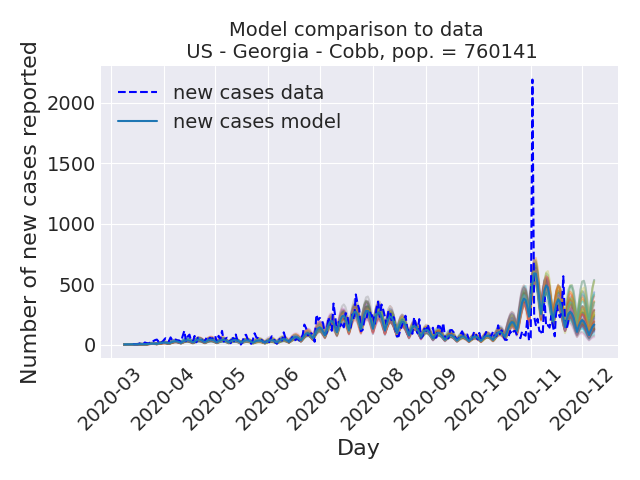 Model comparison to data
US - Georgia - Cobb, pop. = 760141
Number of new cases reported
new cases data
new cases model
2000
1500
1000
500
0
2020-03
2020-04
2020-05
2020-06
2020-07
2020-08
2020-09
2020-10
2020-11
2020-12
Day